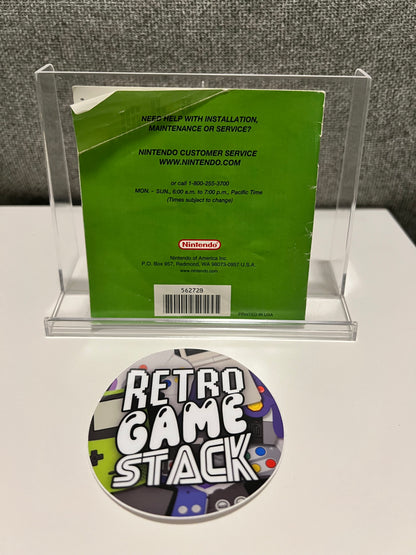 NEED HELP WITH INSTALLATION,
MAINTENANCE OR SERVICE?
NINTENDO CUSTOMER SERVICE
WWW.NINTENDO.COM
or call 1-800-255-3700
MON. - SUN., 6:00 a.m. to 7:00 p.m., Pacific Time
(Times subject to change)
Nintendo
Nintendo of America Inc.
P.O. Box 957, Redmond, WA 98073-0957 U.S.A.
www.nintendo.com
56272B
PRINTED IN USA
RETRO
GAME
STACK